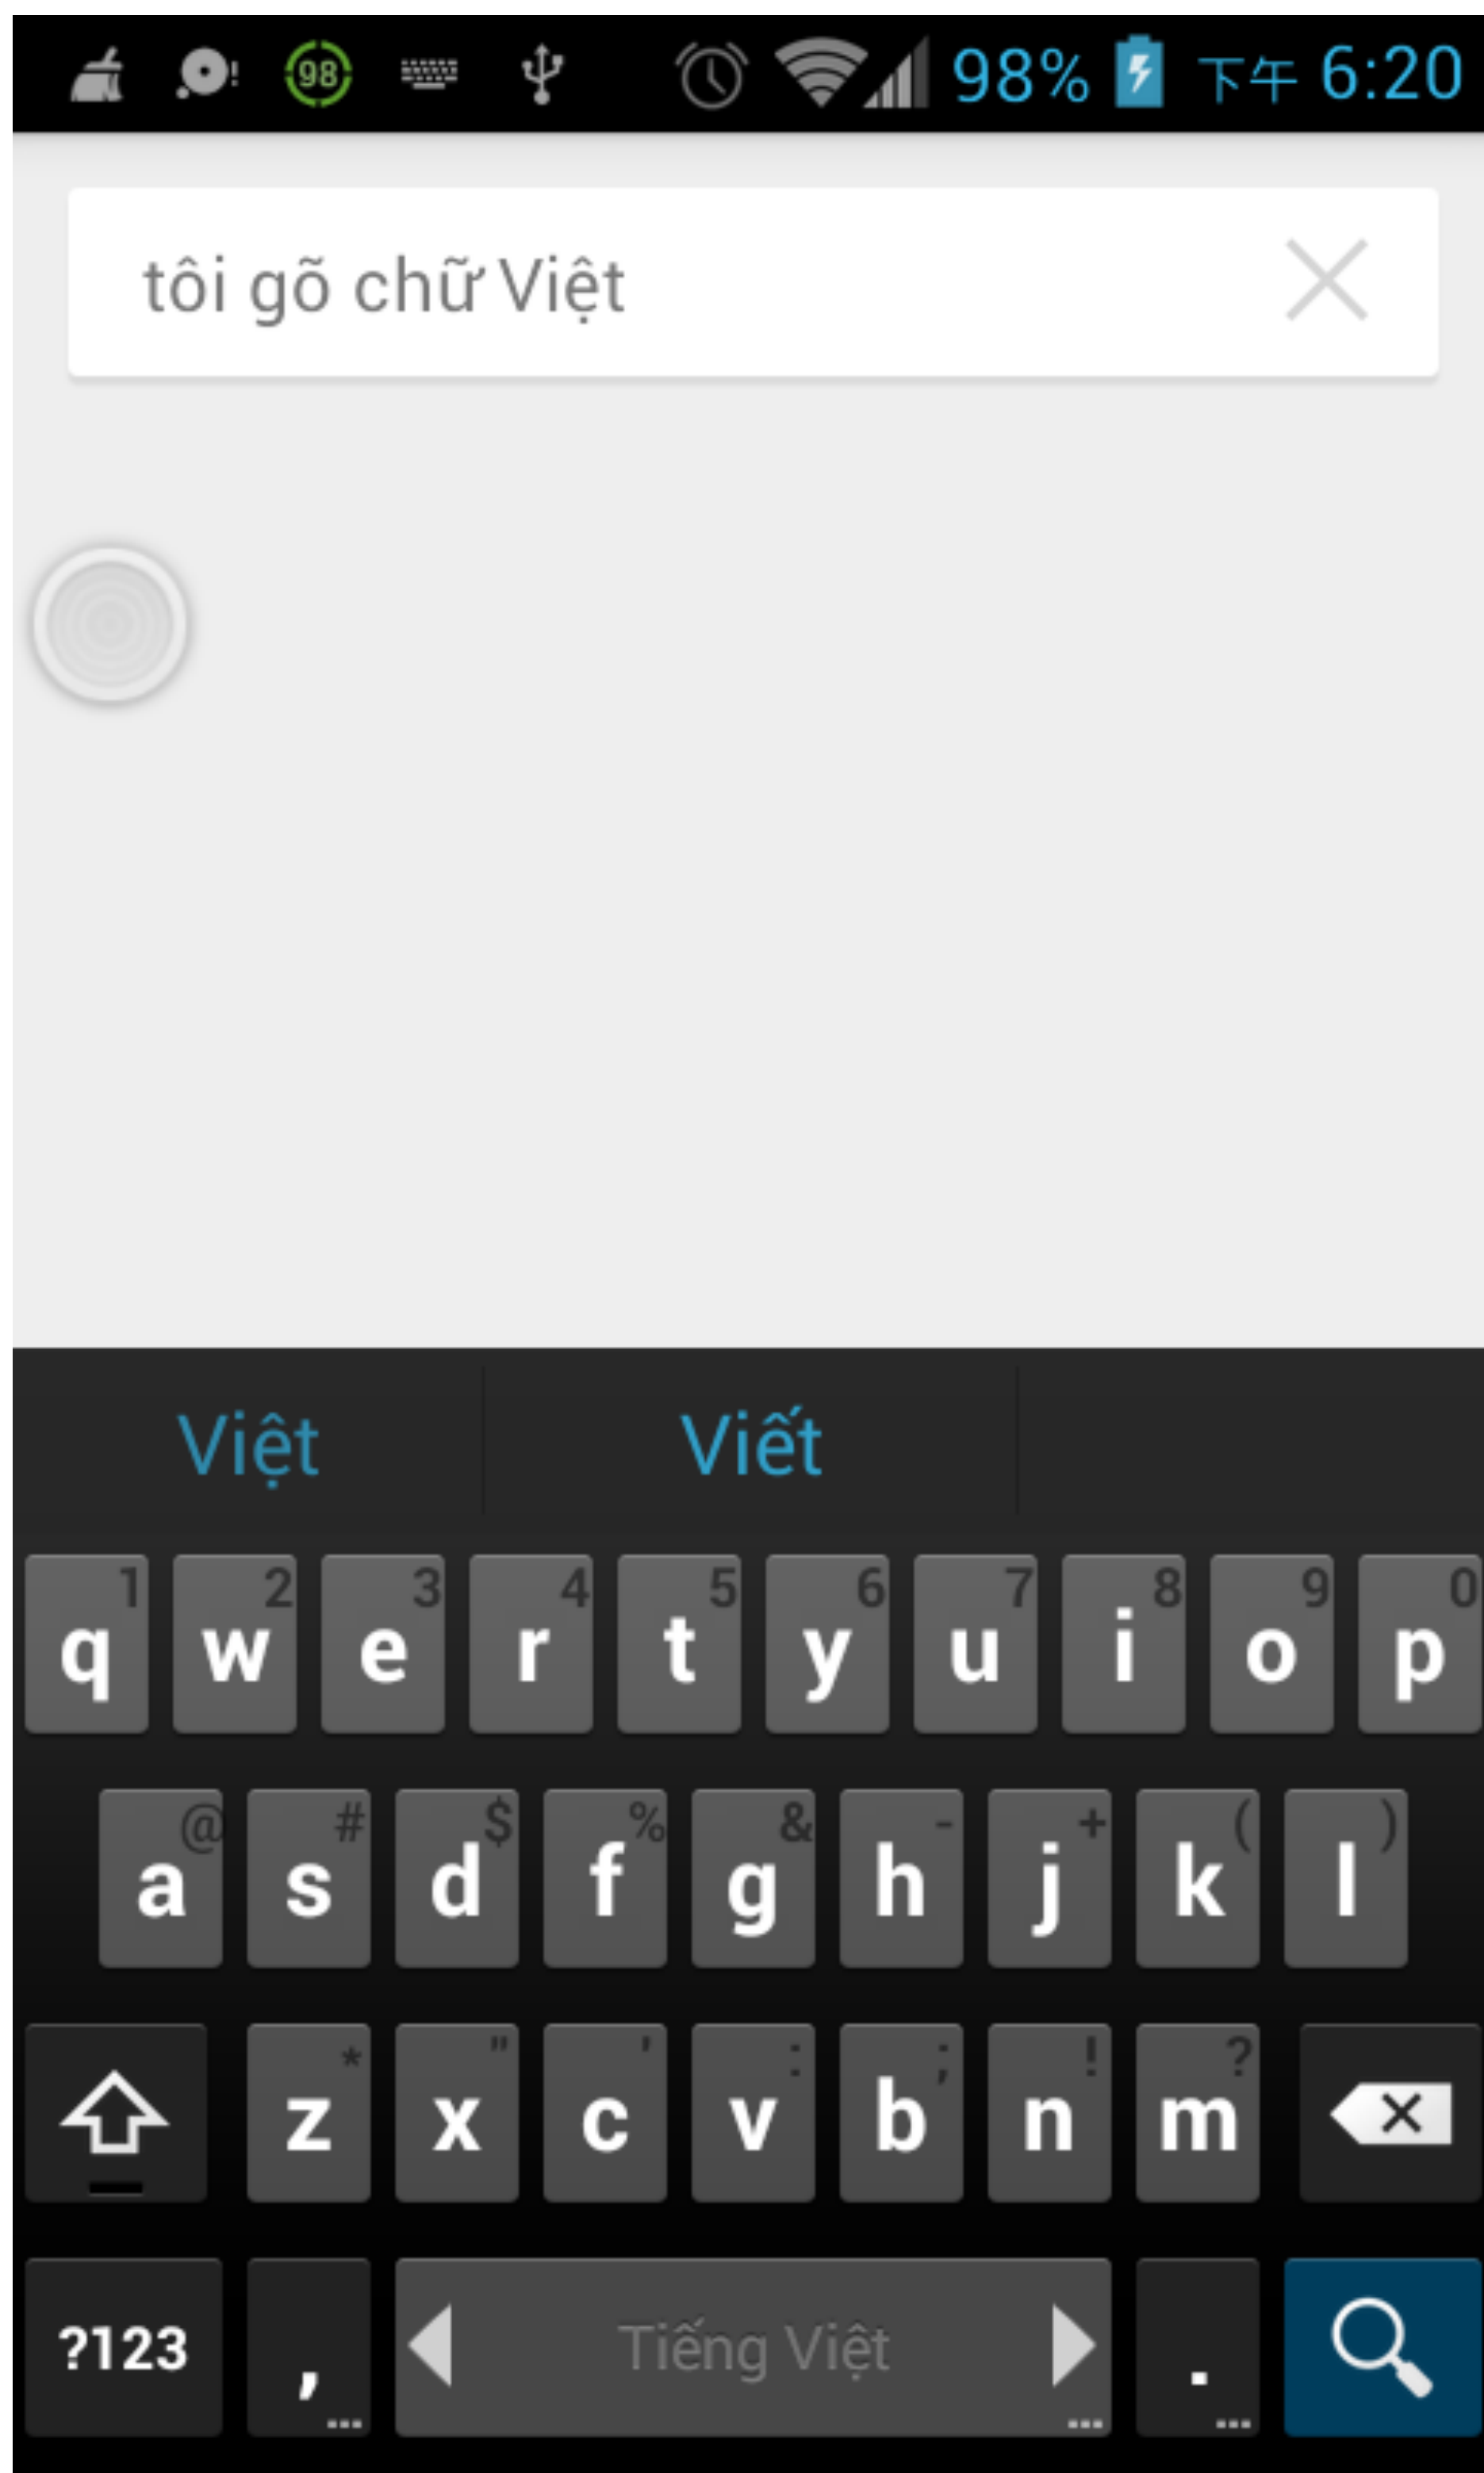 98 98% 下午 6:20
tôi gõ chữ Việt
Việt Viết
1 2 3 4 5 6 7 8 9 0
q w e r t y u i o p
@ # $ % & - + ( )
a s d f g h j k l
* " ' : ; ! ?
z x c v b n m
?123 , Tiếng Việt .